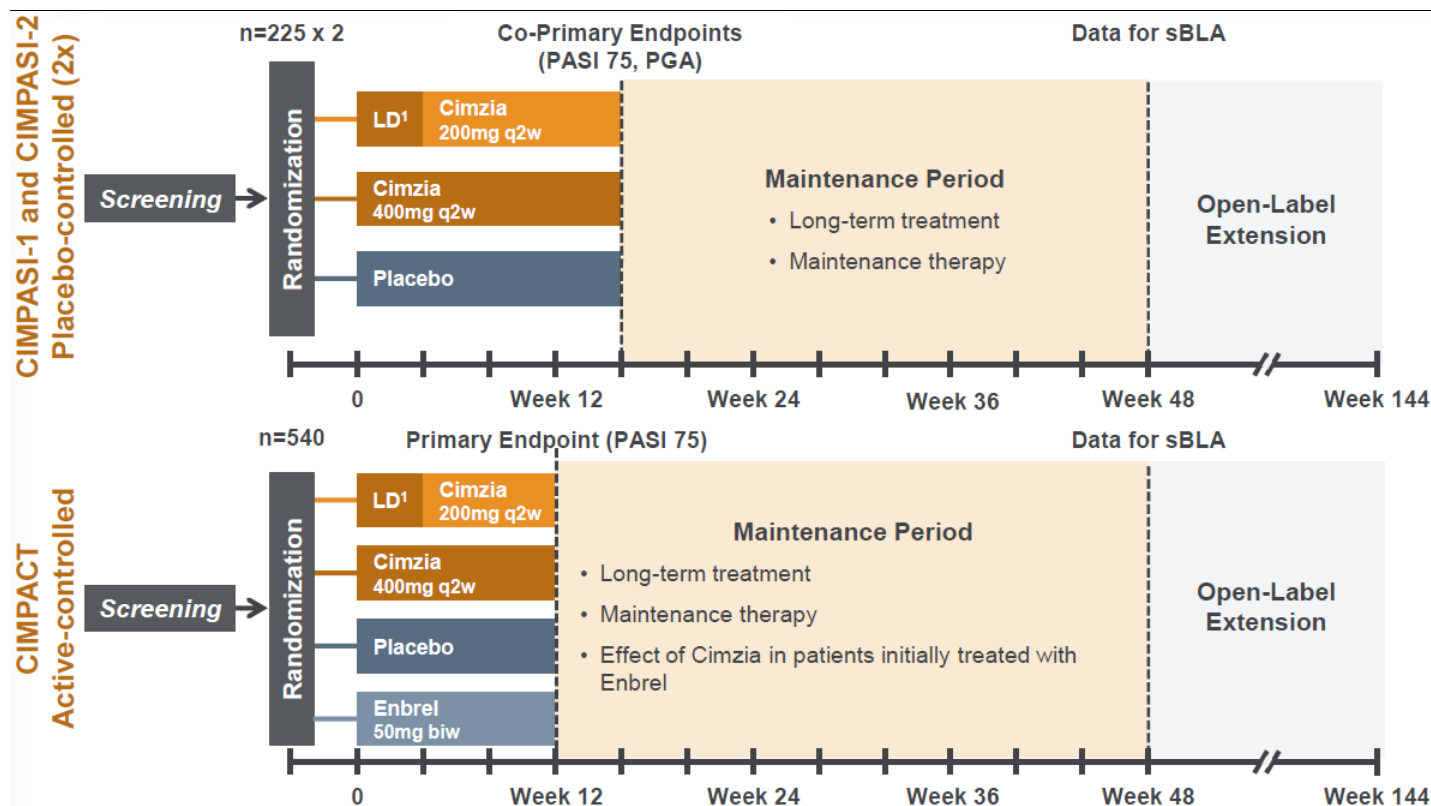 CIMPASI-1 and CIMPASI-2
Placebo-controlled (2x)
n=225 x 2
Co-Primary Endpoints
(PASI 75, PGA)
Data for sBLA
Screening
Randomization
LD¹
Cimzia
200mg q2w
Cimzia
400mg q2w
Placebo
Maintenance Period
• Long-term treatment
• Maintenance therapy
Open-Label
Extension
0
Week 12
Week 24
Week 36
Week 48
Week 144
CIMPACT
Active-controlled
n=540
Primary Endpoint (PASI 75)
Data for sBLA
Screening
Randomization
LD¹
Cimzia
200mg q2w
Cimzia
400mg q2w
Placebo
Enbrel
50mg biw
Maintenance Period
• Long-term treatment
• Maintenance therapy
• Effect of Cimzia in patients initially treated with
Enbrel
Open-Label
Extension
0
Week 12
Week 24
Week 36
Week 48
Week 144